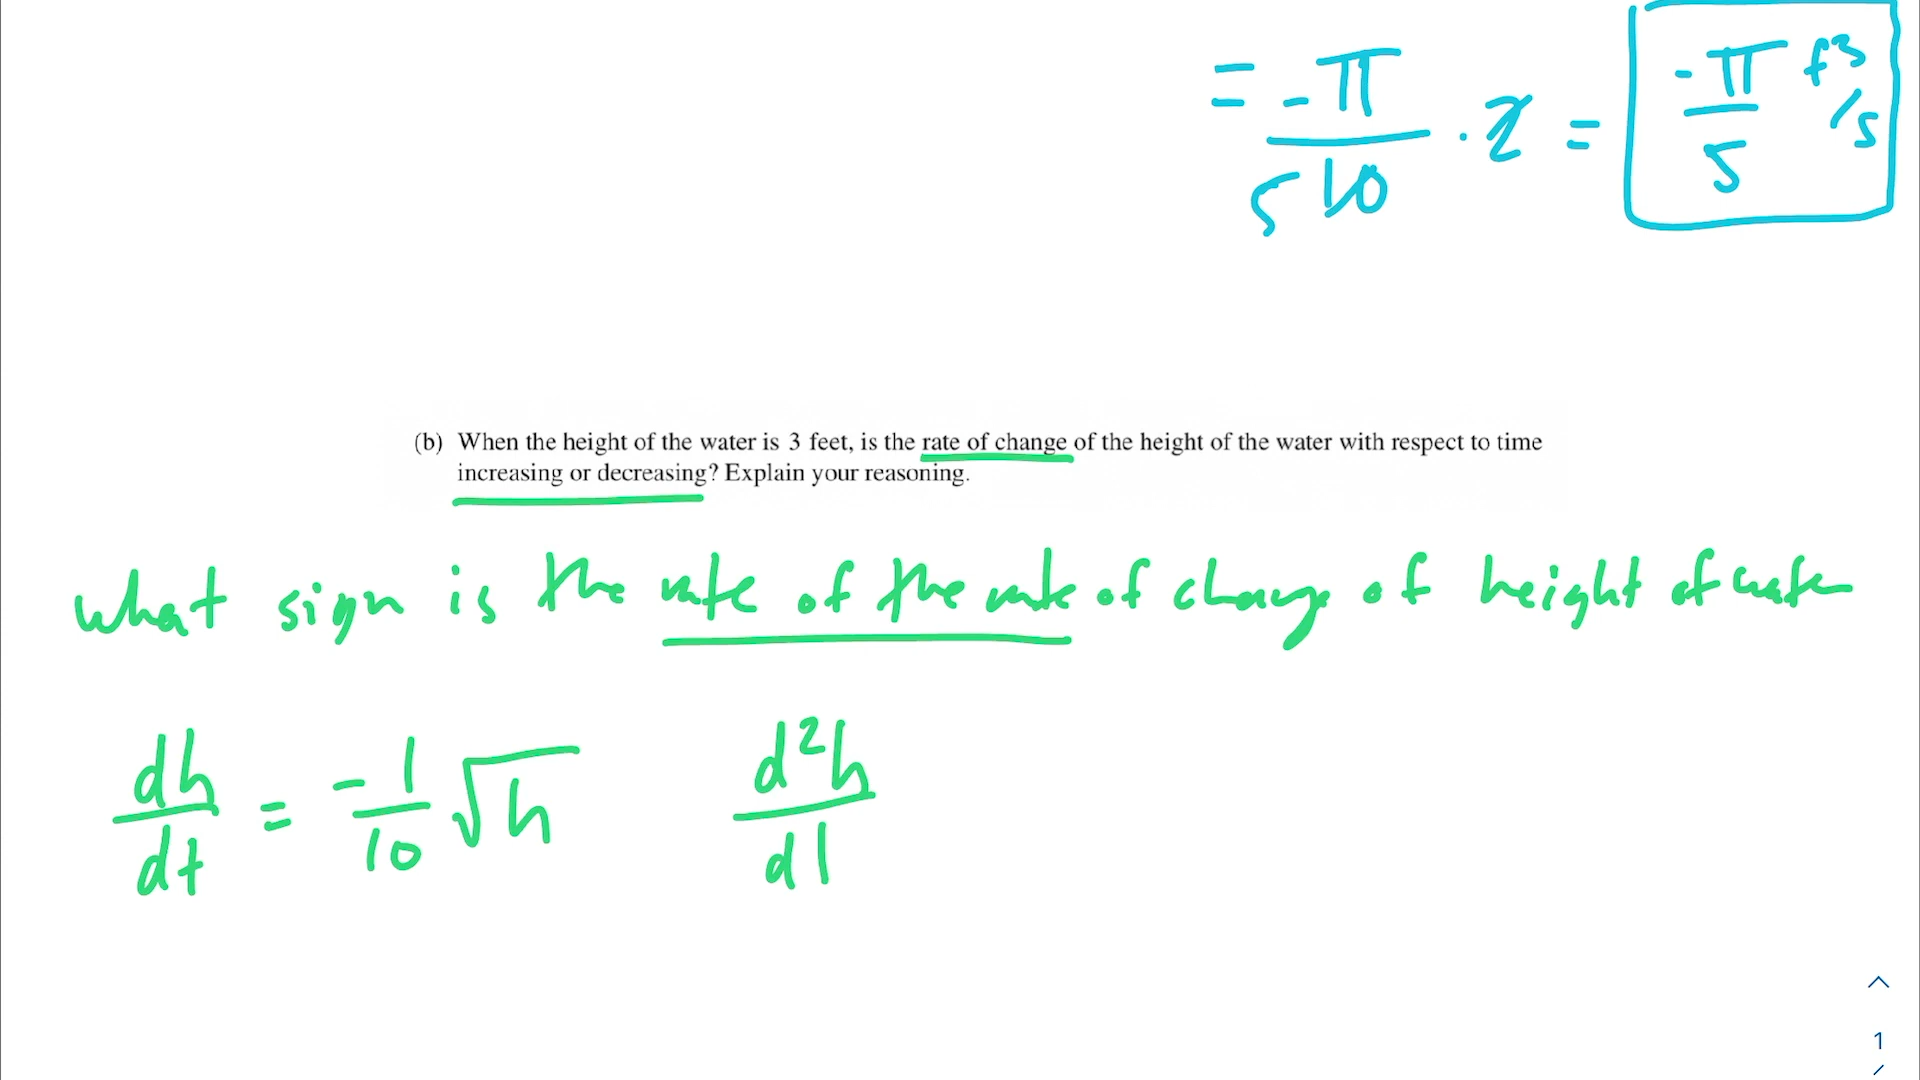 = -π/5 10 · 2 = -π/5 f³/s
(b) When the height of the water is 3 feet, is the rate of change of the height of the water with respect to time
increasing or decreasing? Explain your reasoning.
what sign is the rate of the rate of change of height of water
dh/dt = -1/10 √h d²h/d
1